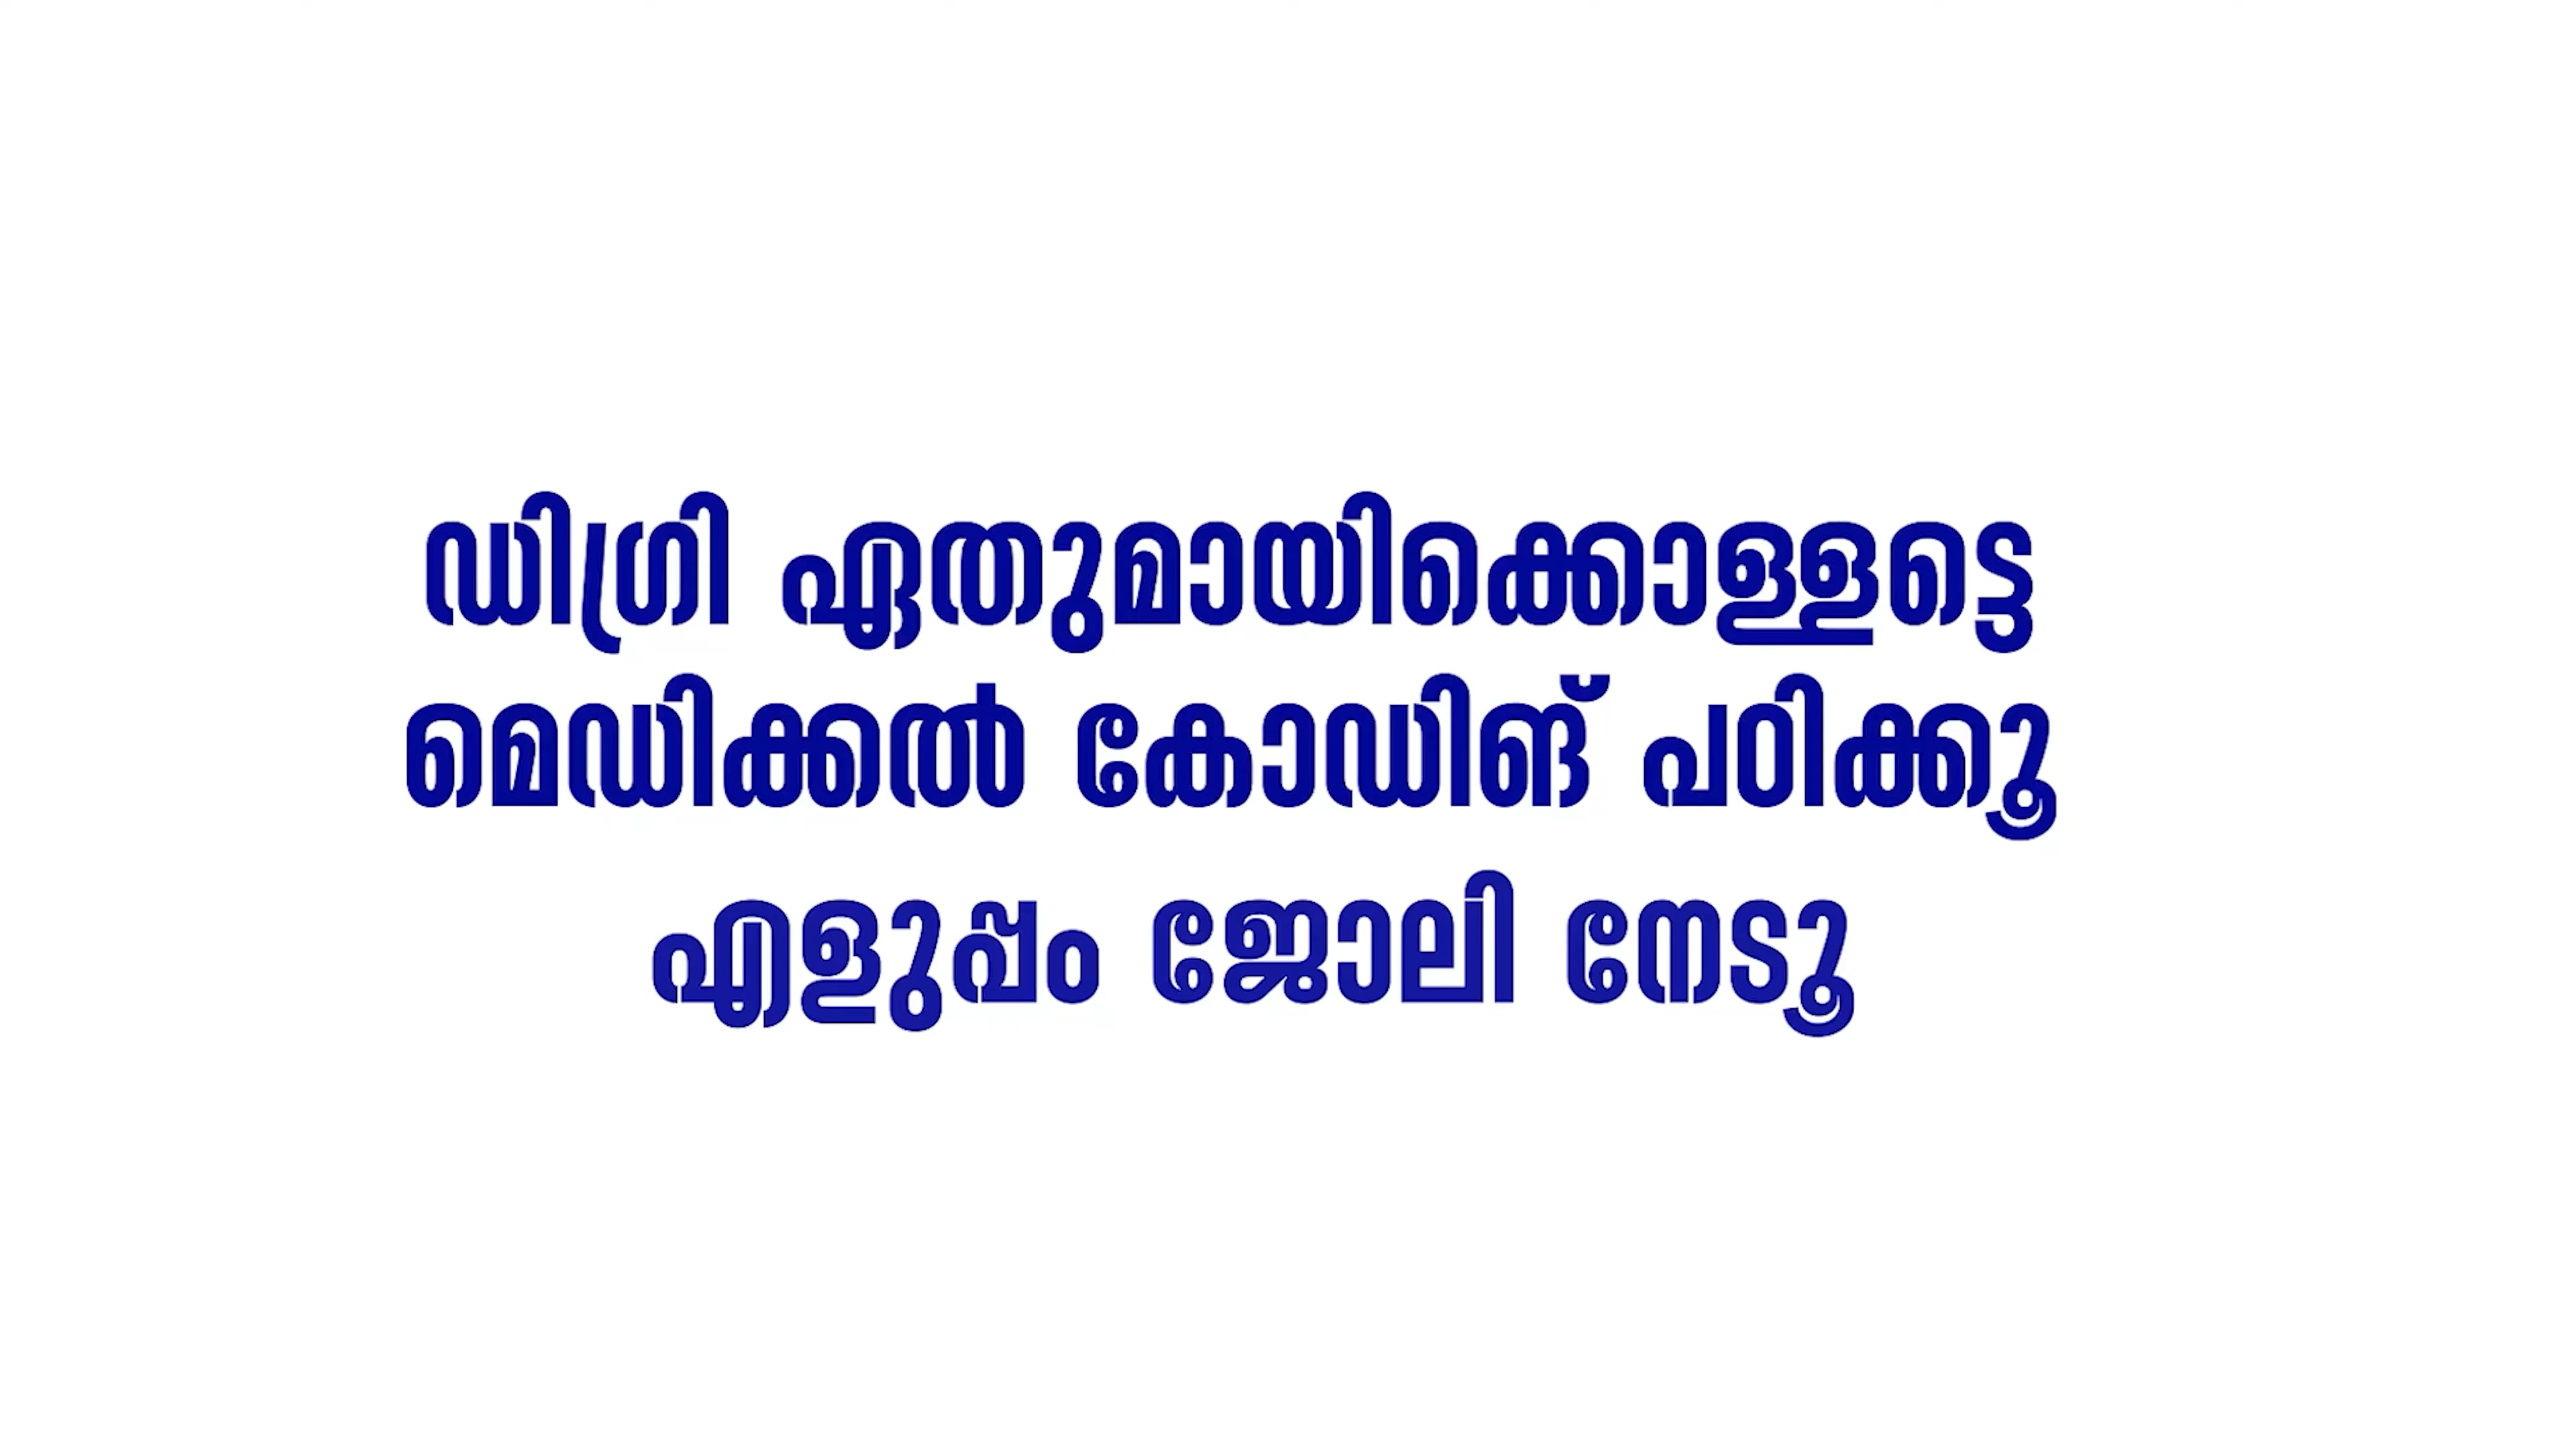 ഡിഗ്രി ഏതുമായിക്കൊള്ളട്ടെ
മെഡിക്കൽ കോഡിങ് പഠിക്കൂ
എളുപ്പം ജോലി നേടൂ